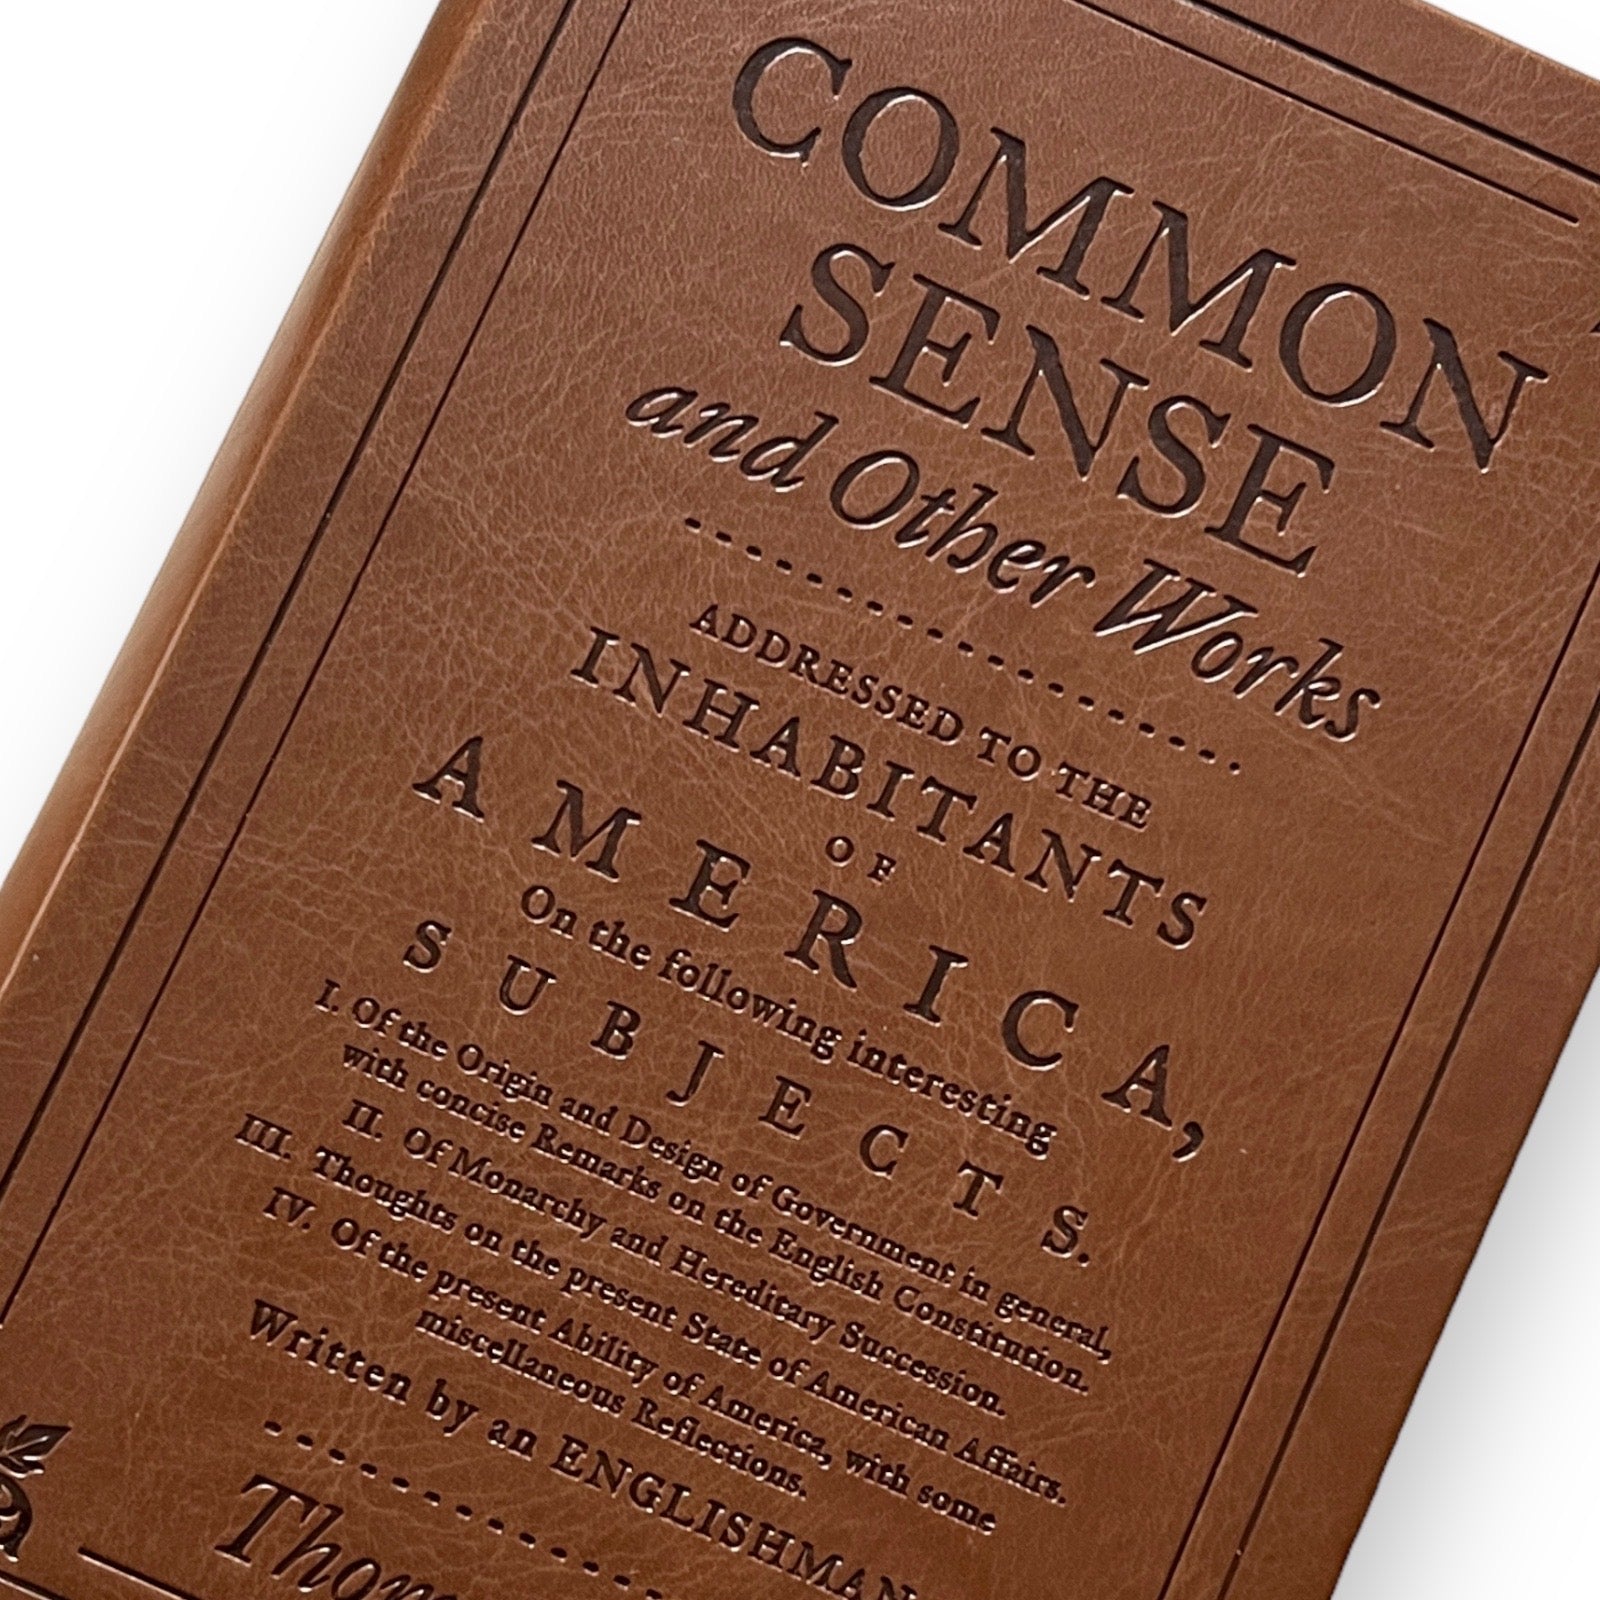 COMMON
SENSE
and Other Works
ADDRESSED TO THE
INHABITANTS
OF
AMERICA,
On the following interesting
SUBJECTS.
I. Of the Origin and Design of Government in general,
with concise Remarks on the English Constitution.
II. Of Monarchy and Hereditary Succession.
III. Thoughts on the present State of American Affairs.
IV. Of the present Ability of America, with some
miscellaneous Reflections.
Written by an ENGLISHMAN